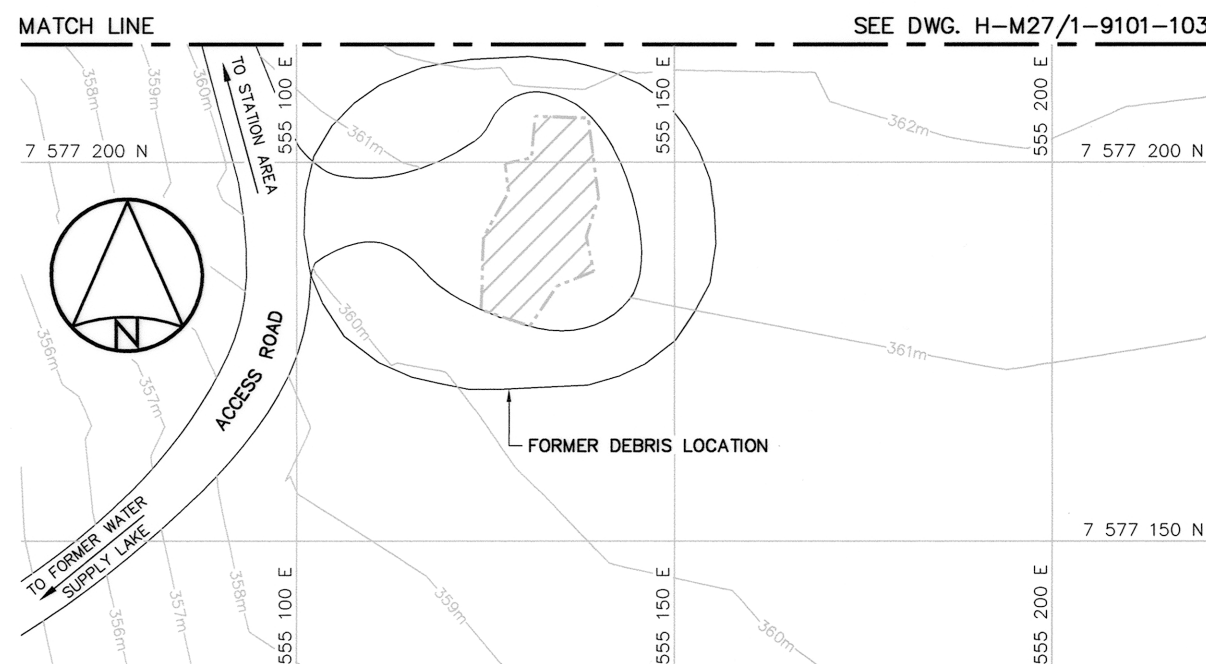 MATCH LINE
SEE DWG. H-M27/1-9101-103
358m
359m
360m
TO STATION AREA
555 100 E
555 150 E
555 200 E
361m
362m
7 577 200 N
7 577 200 N
N
356m
357m
360m
361m
ACCESS ROAD
FORMER DEBRIS LOCATION
TO FORMER WATER
SUPPLY LAKE
7 577 150 N
356m
357m
358m
555 100 E
359m
555 150 E
360m
555 200 E